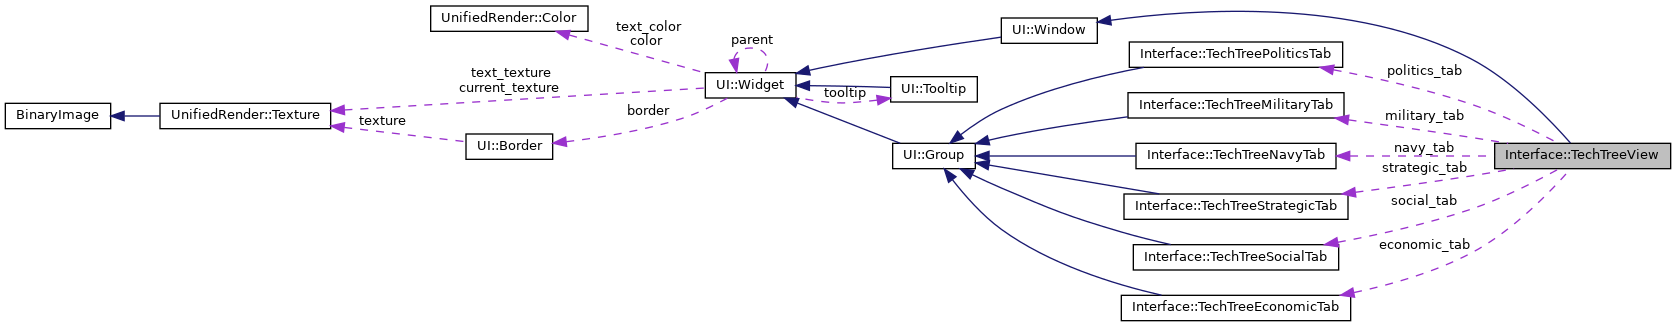 UnifiedRender::Color
text_color
color
parent
UI::Window
Interface::TechTreePoliticsTab
politics_tab
text_texture
current_texture
UI::Widget
tooltip
UI::Tooltip
Interface::TechTreeMilitaryTab
military_tab
BinaryImage
UnifiedRender::Texture
texture
border
UI::Border
UI::Group
Interface::TechTreeNavyTab
navy_tab
Interface::TechTreeView
strategic_tab
Interface::TechTreeStrategicTab
social_tab
Interface::TechTreeSocialTab
economic_tab
Interface::TechTreeEconomicTab